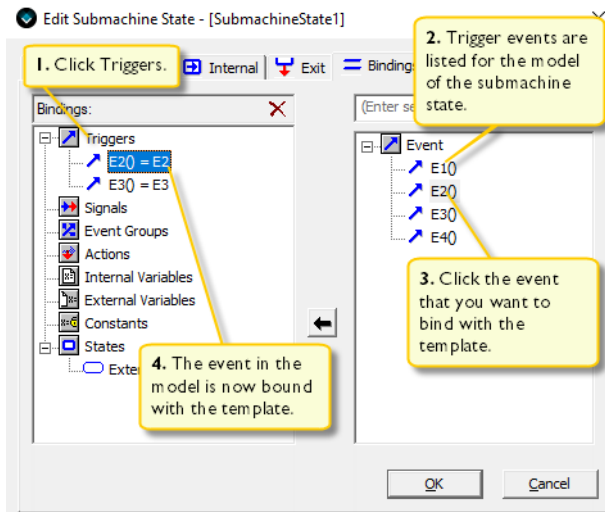 Edit Submachine State - [SubmachineState1]
1. Click Triggers.
Internal
Exit
2. Trigger events are
listed for the model
of the submachine
state.
Bindings:
Triggers
E2() = E2
E3() = E3
Signals
Event Groups
Actions
Internal Variables
External Variables
Constants
States
4. The event in the
model is now bound
with the template.
(Enter
Event
E1()
E2()
E3()
E4()
3. Click the event
that you want to
bind with the
template.
OK
Cancel